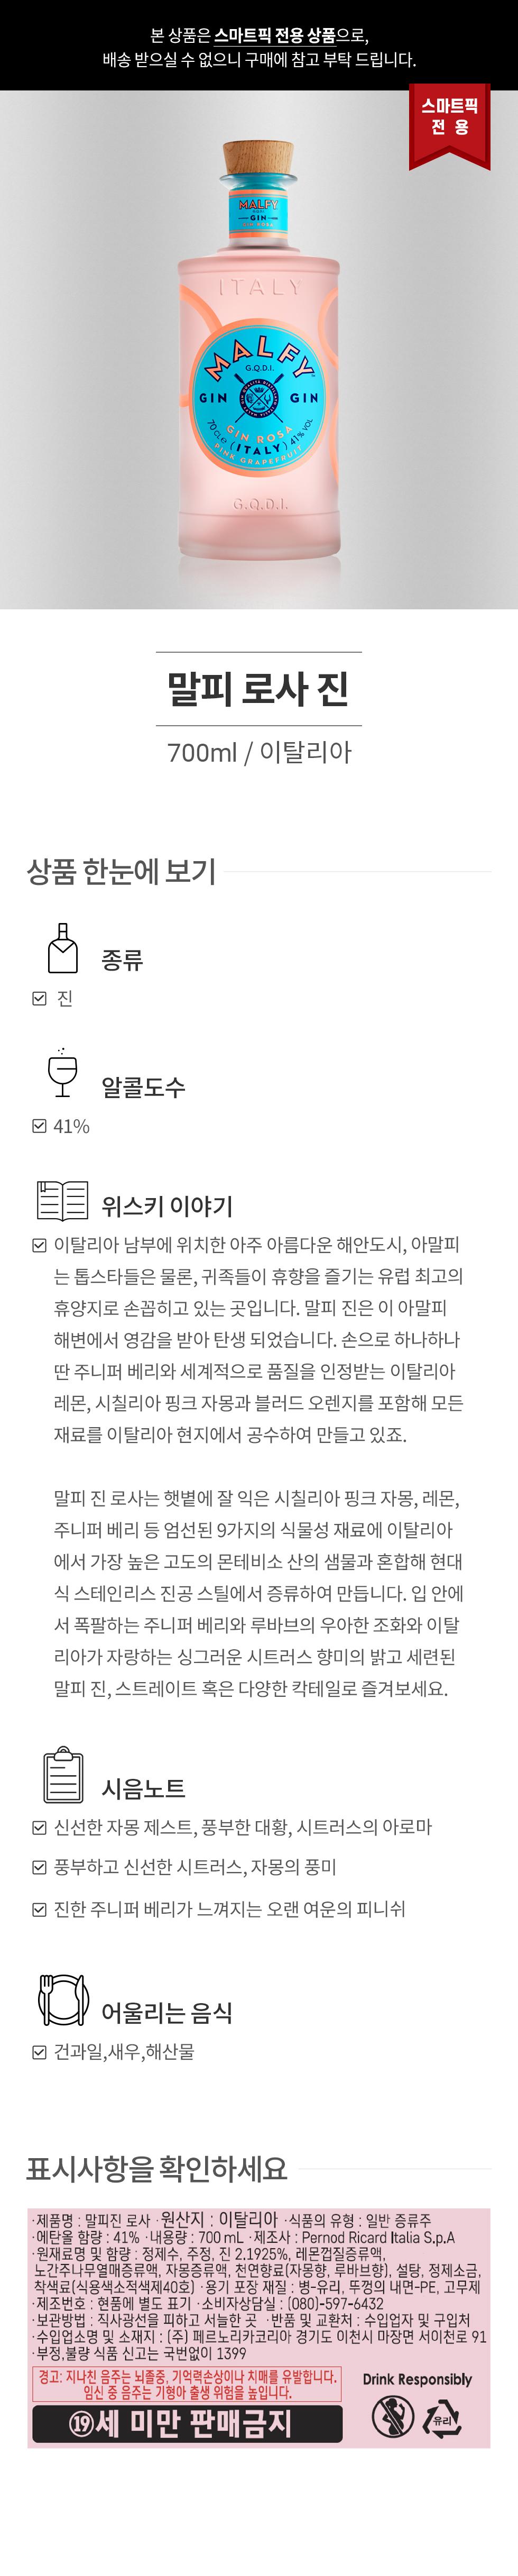 본 상품은 스마트픽 전용 상품으로,
배송 받으실 수 없으니 구매에 참고 부탁 드립니다.
스마트픽
전 용
MALFY
GIN
GIN ROSA
ITALY
MALFY
G.Q.D.I.
GIN GIN
70 CL e (ITALY) 41% VOL
GIN ROSA
PINK GRAPEFRUIT
G.Q.D.I.
말피 로사 진
700ml / 이탈리아
상품 한눈에 보기
종류
진
알콜도수
41%
위스키 이야기
이탈리아 남부에 위치한 아주 아름다운 해안도시, 아말피
는 톱스타들은 물론, 귀족들이 휴향을 즐기는 유럽 최고의
휴양지로 손꼽히고 있는 곳입니다. 말피 진은 이 아말피
해변에서 영감을 받아 탄생 되었습니다. 손으로 하나하나
딴 주니퍼 베리와 세계적으로 품질을 인정받는 이탈리아
레몬, 시칠리아 핑크 자몽과 블러드 오렌지를 포함해 모든
재료를 이탈리아 현지에서 공수하여 만들고 있죠.
말피 진 로사는 햇볕에 잘 익은 시칠리아 핑크 자몽, 레몬,
주니퍼 베리 등 엄선된 9가지의 식물성 재료에 이탈리아
에서 가장 높은 고도의 몬테비소 산의 샘물과 혼합해 현대
식 스테인리스 진공 스틸에서 증류하여 만듭니다. 입 안에
서 폭팔하는 주니퍼 베리와 루바브의 우아한 조화와 이탈
리아가 자랑하는 싱그러운 시트러스 향미의 밝고 세련된
말피 진, 스트레이트 혹은 다양한 칵테일로 즐겨보세요.
시음노트
신선한 자몽 제스트, 풍부한 대황, 시트러스의 아로마
풍부하고 신선한 시트러스, 자몽의 풍미
진한 주니퍼 베리가 느껴지는 오랜 여운의 피니쉬
어울리는 음식
건과일,새우,해산물
표시사항을 확인하세요
·제품명 : 말피진 로사 ·원산지 : 이탈리아 ·식품의 유형 : 일반 증류주
·에탄올 함량 : 41% ·내용량 : 700 mL ·제조사 : Pernod Ricard Italia S.p.A
·원재료명 및 함량 : 정제수, 주정, 진 2.1925%, 레몬껍질증류액,
노간주나무열매증류액, 자몽증류액, 천연향료(자몽향, 루바브향), 설탕, 정제소금,
착색료(식용색소적색제40호) ·용기 포장 재질 : 병-유리, 뚜껑의 내면-PE, 고무제
·제조번호 : 현품에 별도 표기 ·소비자상담실 : (080)-597-6432
·보관방법 : 직사광선을 피하고 서늘한 곳 ·반품 및 교환처 : 수입업자 및 구입처
·수입업소명 및 소재지 : (주) 페르노리카코리아 경기도 이천시 마장면 서이천로 91
·부정,불량 식품 신고는 국번없이 1399
경고: 지나친 음주는 뇌졸중, 기억력손상이나 치매를 유발합니다.
임신 중 음주는 기형아 출생 위험을 높입니다.
⑲세 미만 판매금지
Drink Responsibly
유리